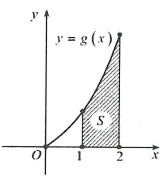 y
y = g(x)
S
O 1 2 x